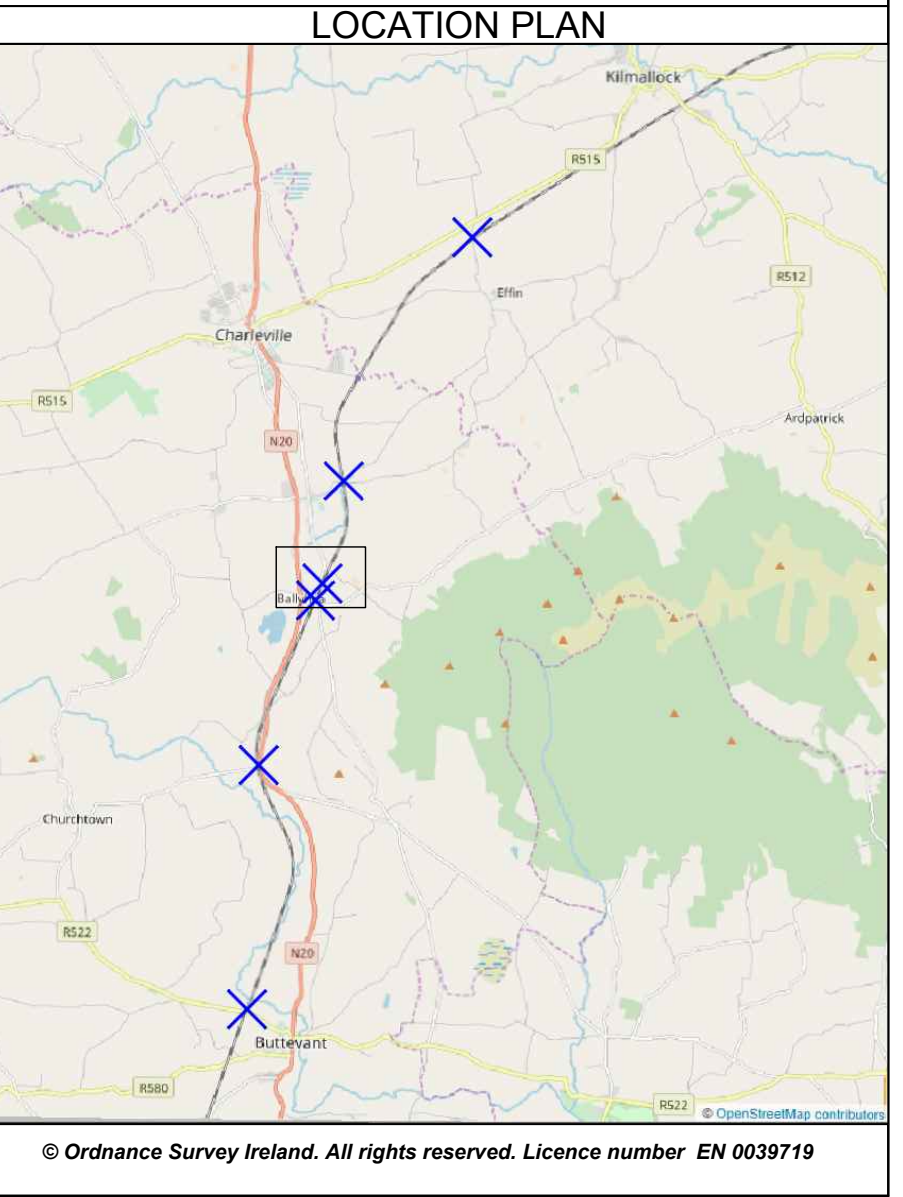 LOCATION PLAN
Kilmallock
R515
R512
Effin
Charleville
R515
Ardpatrick
N20
Churchtown
R522
N20
Buttevant
R580
R522
© OpenStreetMap contributors
© Ordnance Survey Ireland. All rights reserved. Licence number EN 0039719